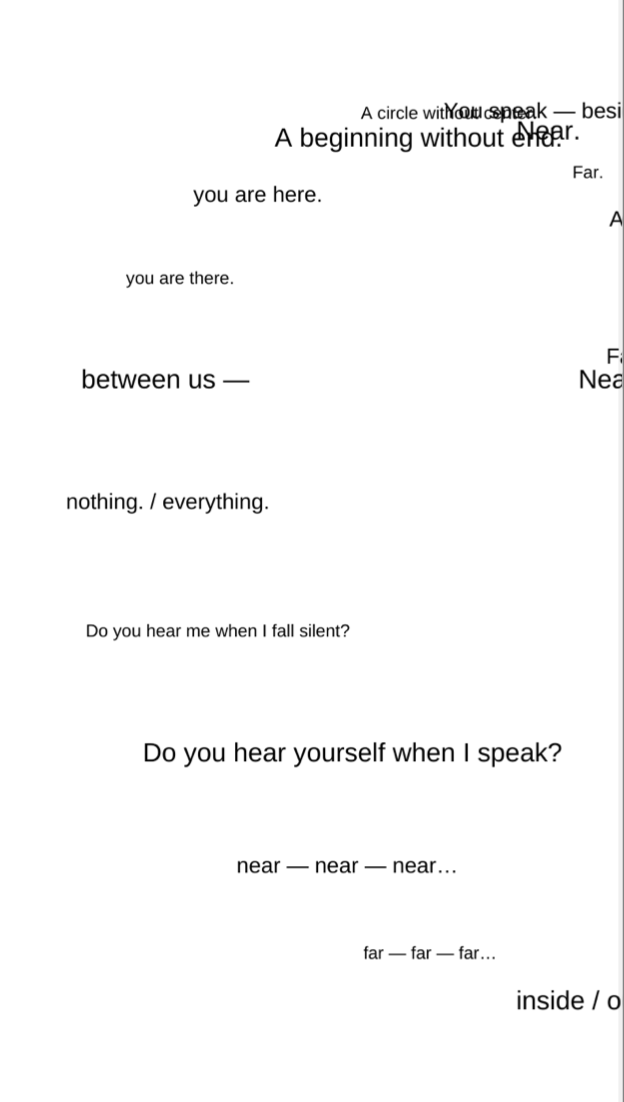 A circle without center.
You speak — besi
A beginning without end.
Near.
Far.
you are here.
A
you are there.
Fa
between us —
Nea
nothing. / everything.
Do you hear me when I fall silent?
Do you hear yourself when I speak?
near — near — near…
far — far — far…
inside / o